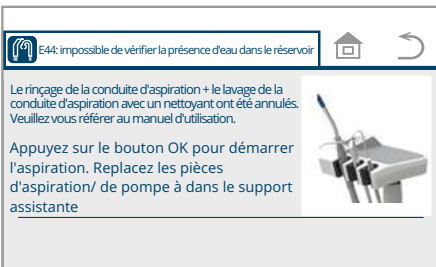 E44: impossible de vérifier la présence d'eau dans le réservoir
Le rinçage de la conduite d'aspiration + le lavage de la
conduite d'aspiration avec un nettoyant ont été annulés.
Veuillez vous référer au manuel d'utilisation.
Appuyez sur le bouton OK pour démarrer
l'aspiration. Replacez les pièces
d'aspiration/ de pompe à dans le support
assistante